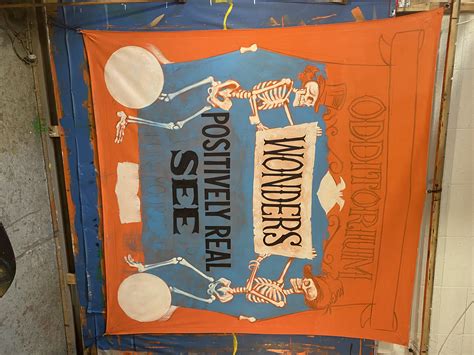 ODDITORIUM
WONDERS
POSITIVELY REAL
SEE